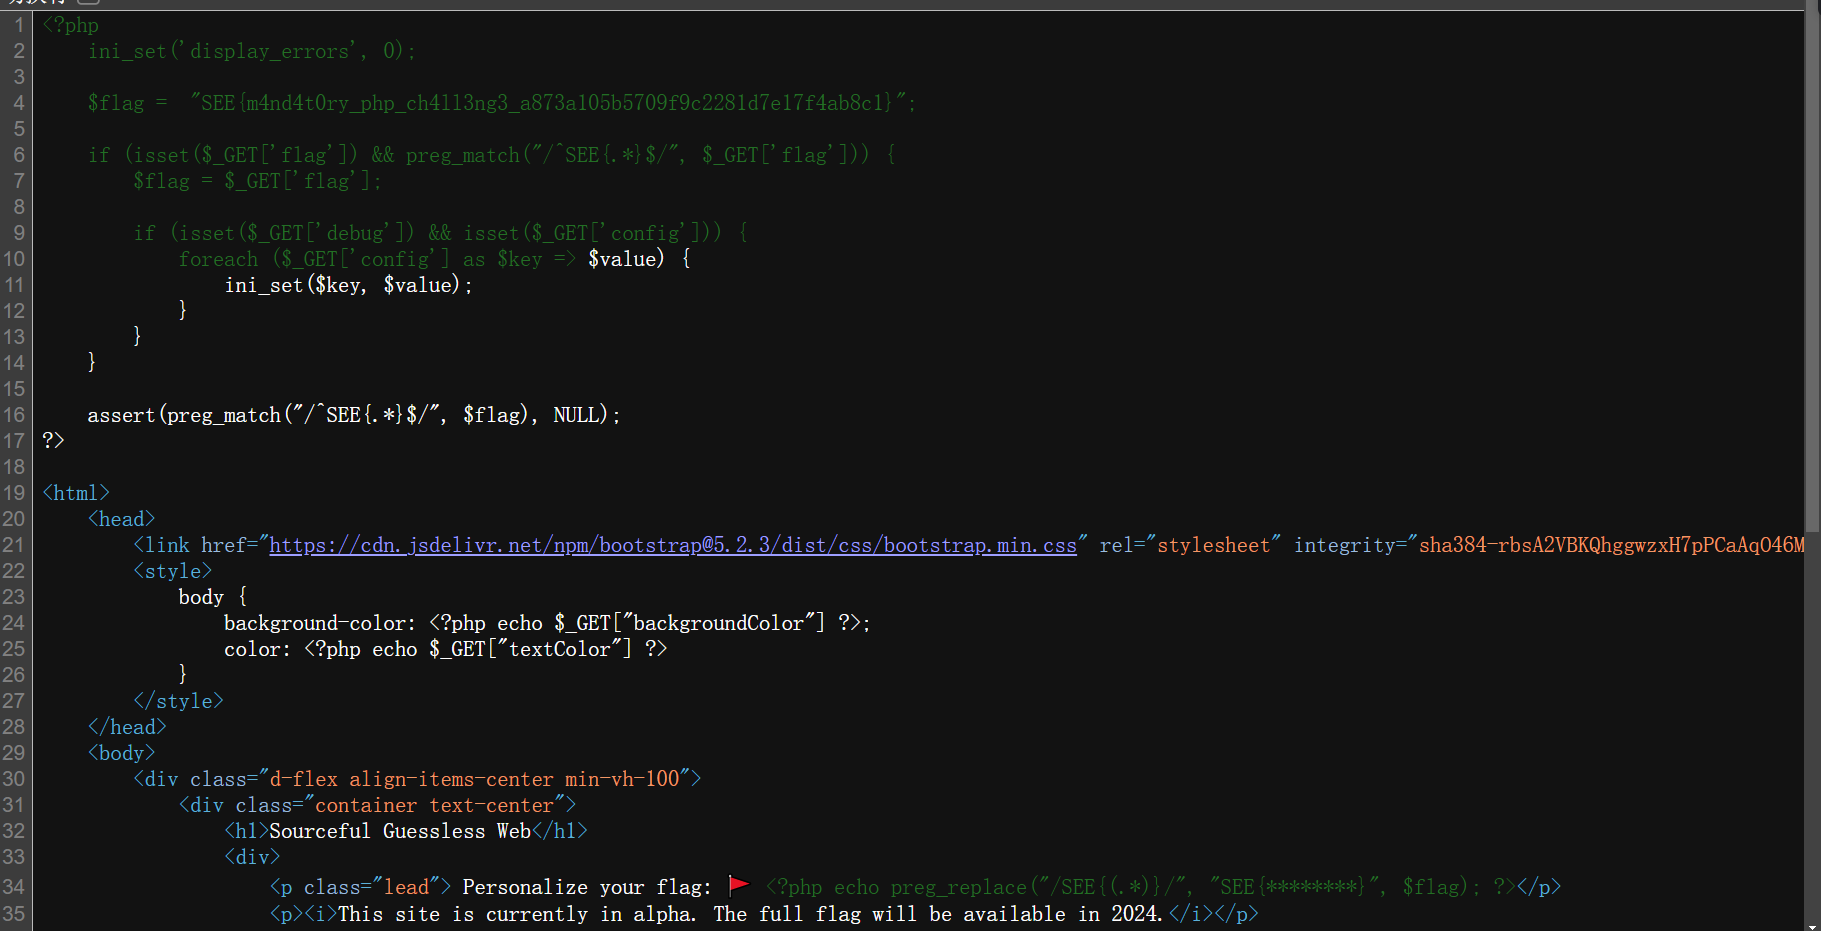 1 <?php
2     ini_set('display_errors', 0);
3
4     $flag =  "SEE{m4nd4t0ry_php_ch4ll3ng3_a873a105b5709f9c2281d7e17f4ab8c1}";
5
6     if (isset($_GET['flag']) && preg_match("/^SEE{.*}$/", $_GET['flag'])) {
7         $flag = $_GET['flag'];
8
9         if (isset($_GET['debug']) && isset($_GET['config'])) {
10             foreach ($_GET['config'] as $key => $value) {
11                 ini_set($key, $value);
12             }
13         }
14     }
15
16     assert(preg_match("/^SEE{.*}$/", $flag), NULL);
17 ?>
18
19 <html>
20     <head>
21         <link href="https://cdn.jsdelivr.net/npm/bootstrap@5.2.3/dist/css/bootstrap.min.css" rel="stylesheet" integrity="sha384-rbsA2VBKQhggwzxH7pPCaAqO46M
22         <style>
23             body {
24                 background-color: <?php echo $_GET["backgroundColor"] ?>;
25                 color: <?php echo $_GET["textColor"] ?>
26             }
27         </style>
28     </head>
29     <body>
30         <div class="d-flex align-items-center min-vh-100">
31             <div class="container text-center">
32                 <h1>Sourceful Guessless Web</h1>
33                 <div>
34                     <p class="lead"> Personalize your flag: 🚩 <?php echo preg_replace("/SEE{(.*)}/", "SEE{********}", $flag); ?></p>
35                     <p><i>This site is currently in alpha. The full flag will be available in 2024.</i></p>